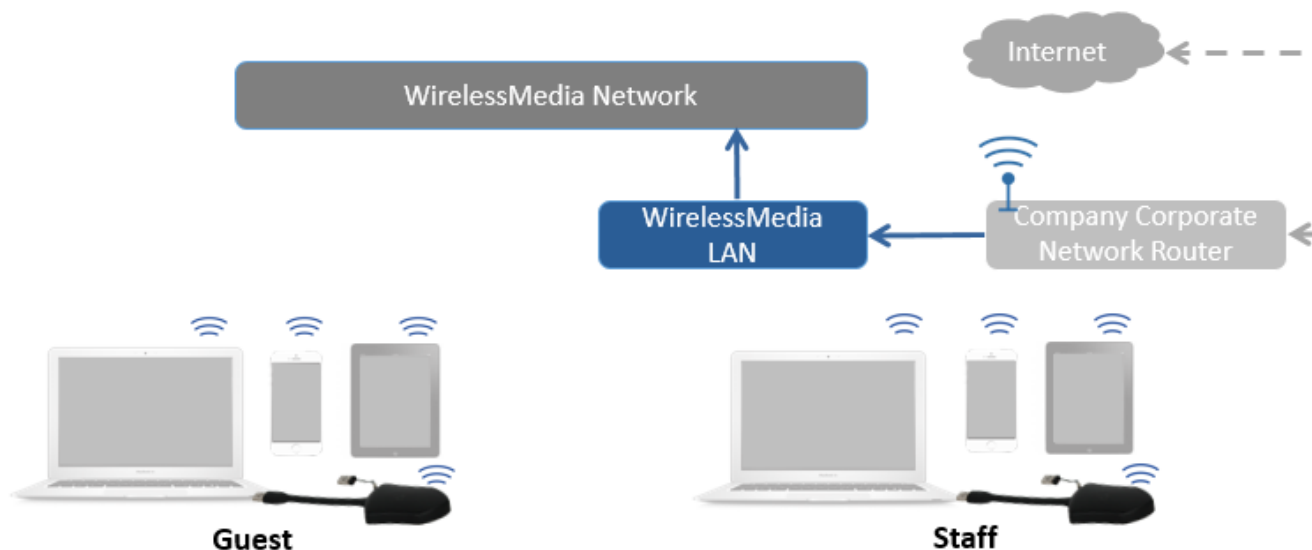 Internet
WirelessMedia Network
WirelessMedia
LAN
Company Corporate
Network Router
Guest
Staff